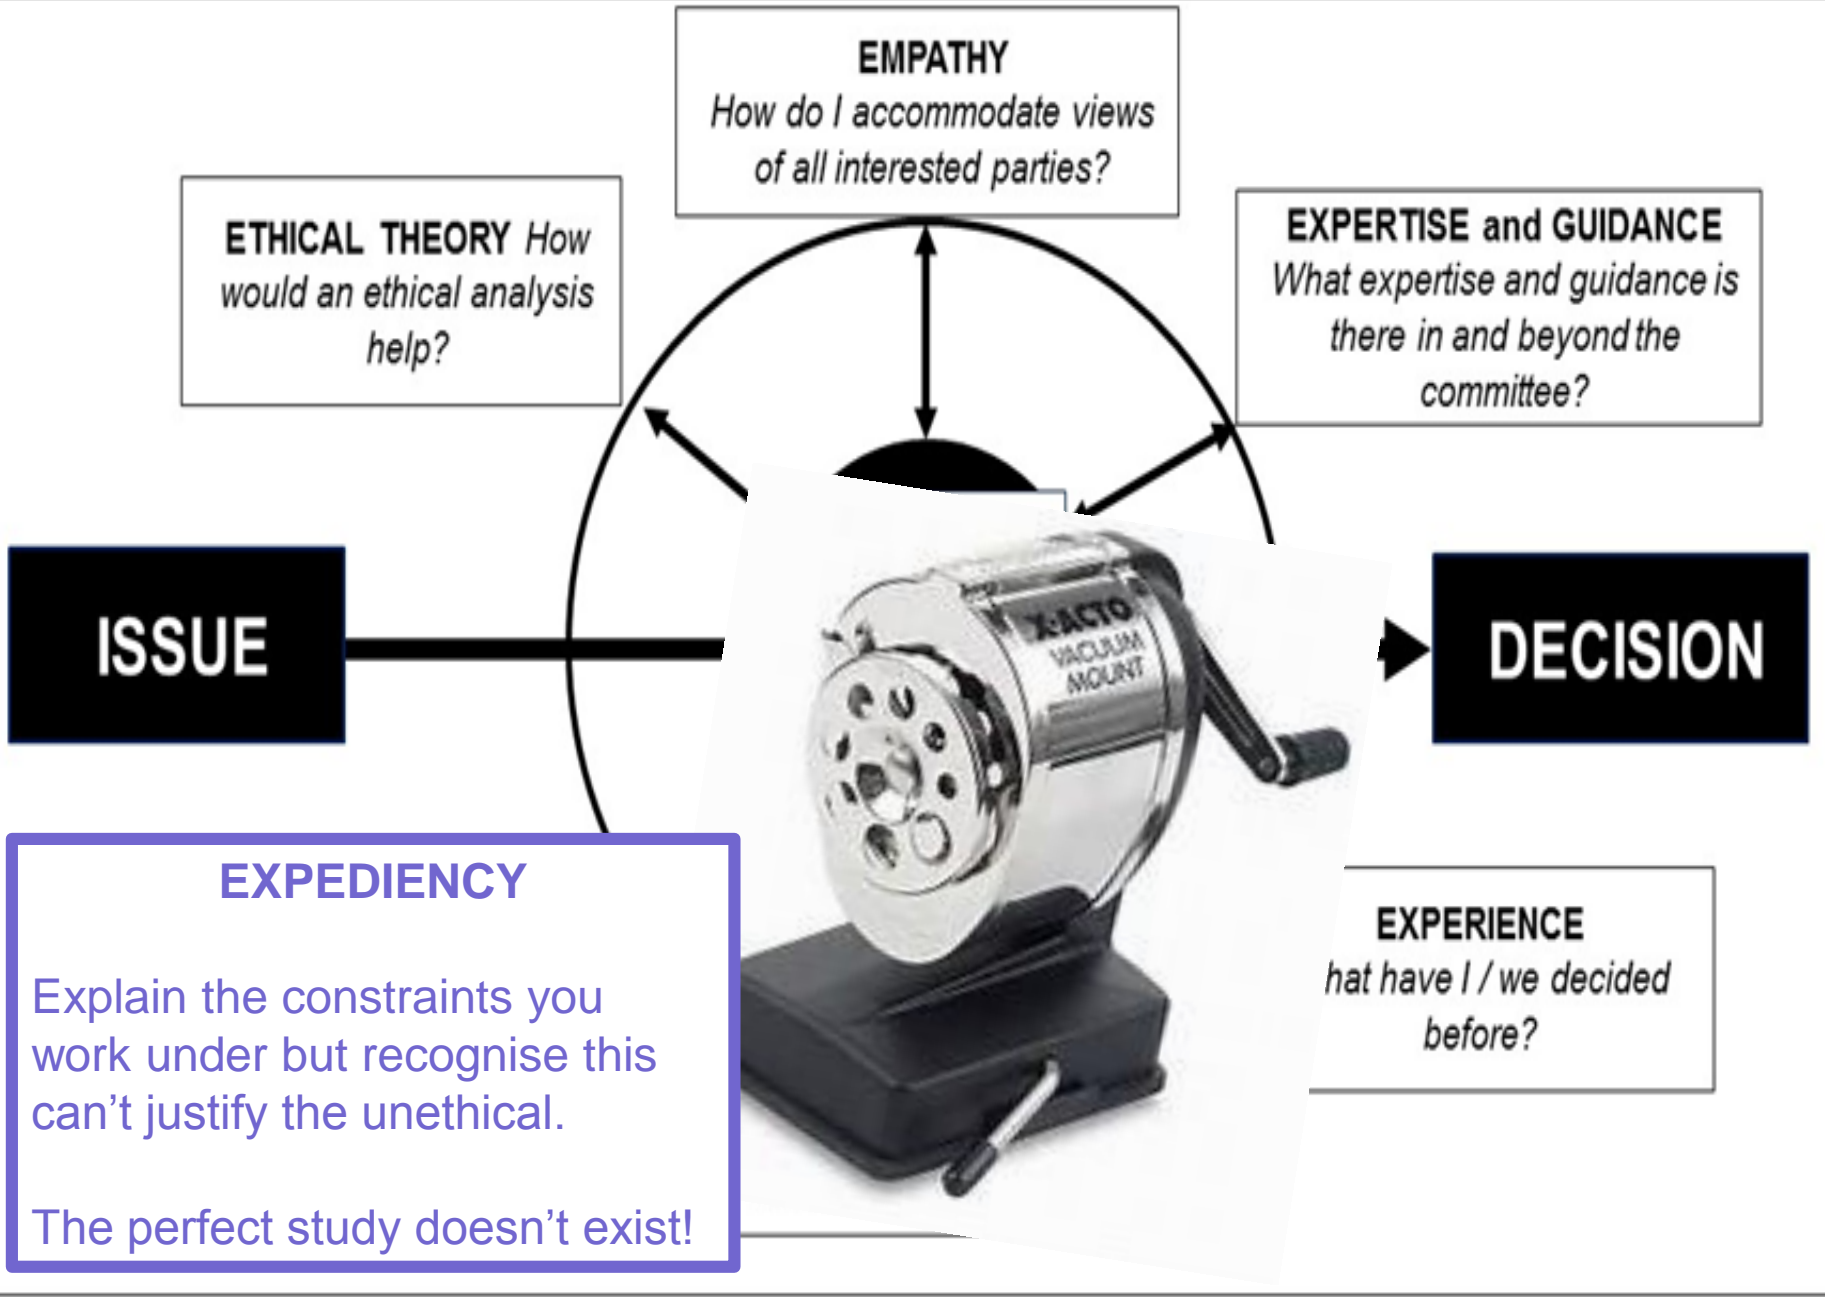 EMPATHY
How do I accommodate views
of all interested parties?
ETHICAL THEORY How
would an ethical analysis
help?
EXPERTISE and GUIDANCE
What expertise and guidance is
there in and beyond the
committee?
ISSUE
X-ACTO
VACUUM
MOUNT
DECISION
EXPEDIENCY
Explain the constraints you
work under but recognise this
can't justify the unethical.
The perfect study doesn't exist!
EXPERIENCE
hat have I / we decided
before?